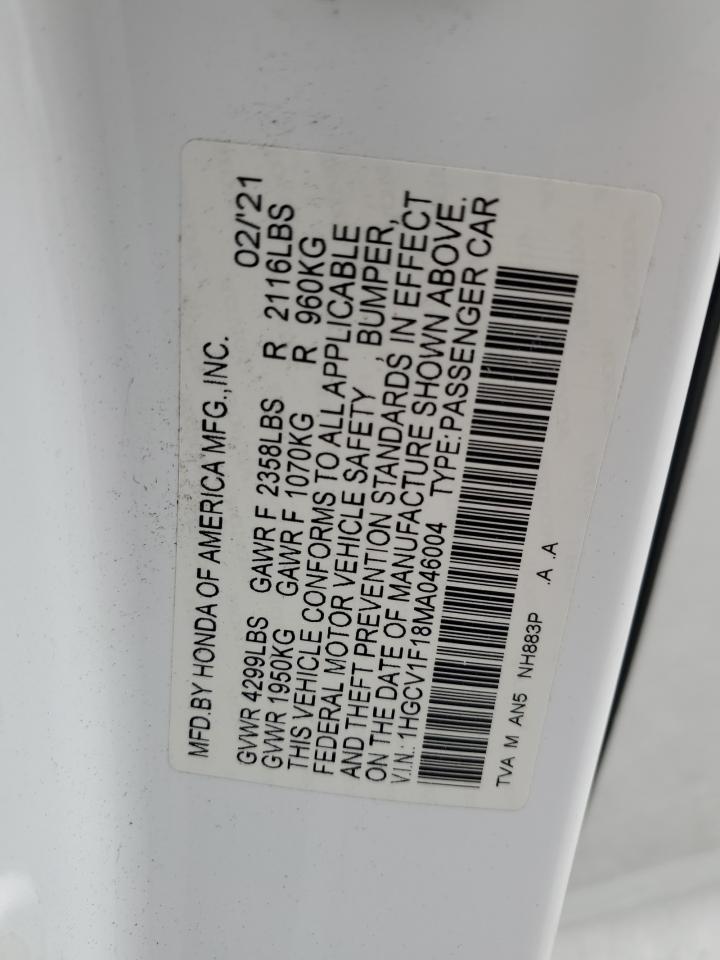 MFD.BY HONDA OF AMERICA MFG.,INC.
02/'21
GVWR 4299LBS GAWR F 2358LBS R 2116LBS
GVWR 1950KG GAWR F 1070KG R 960KG
THIS VEHICLE CONFORMS TO ALL APPLICABLE
FEDERAL MOTOR VEHICLE SAFETY , BUMPER,
AND THEFT PREVENTION STANDARDS IN EFFECT
ON THE DATE OF MANUFACTURE SHOWN ABOVE.
V.I.N.: 1HGCV1F18MA046004 TYPE:PASSENGER CAR
TVA M AN5 NH883P .A .A